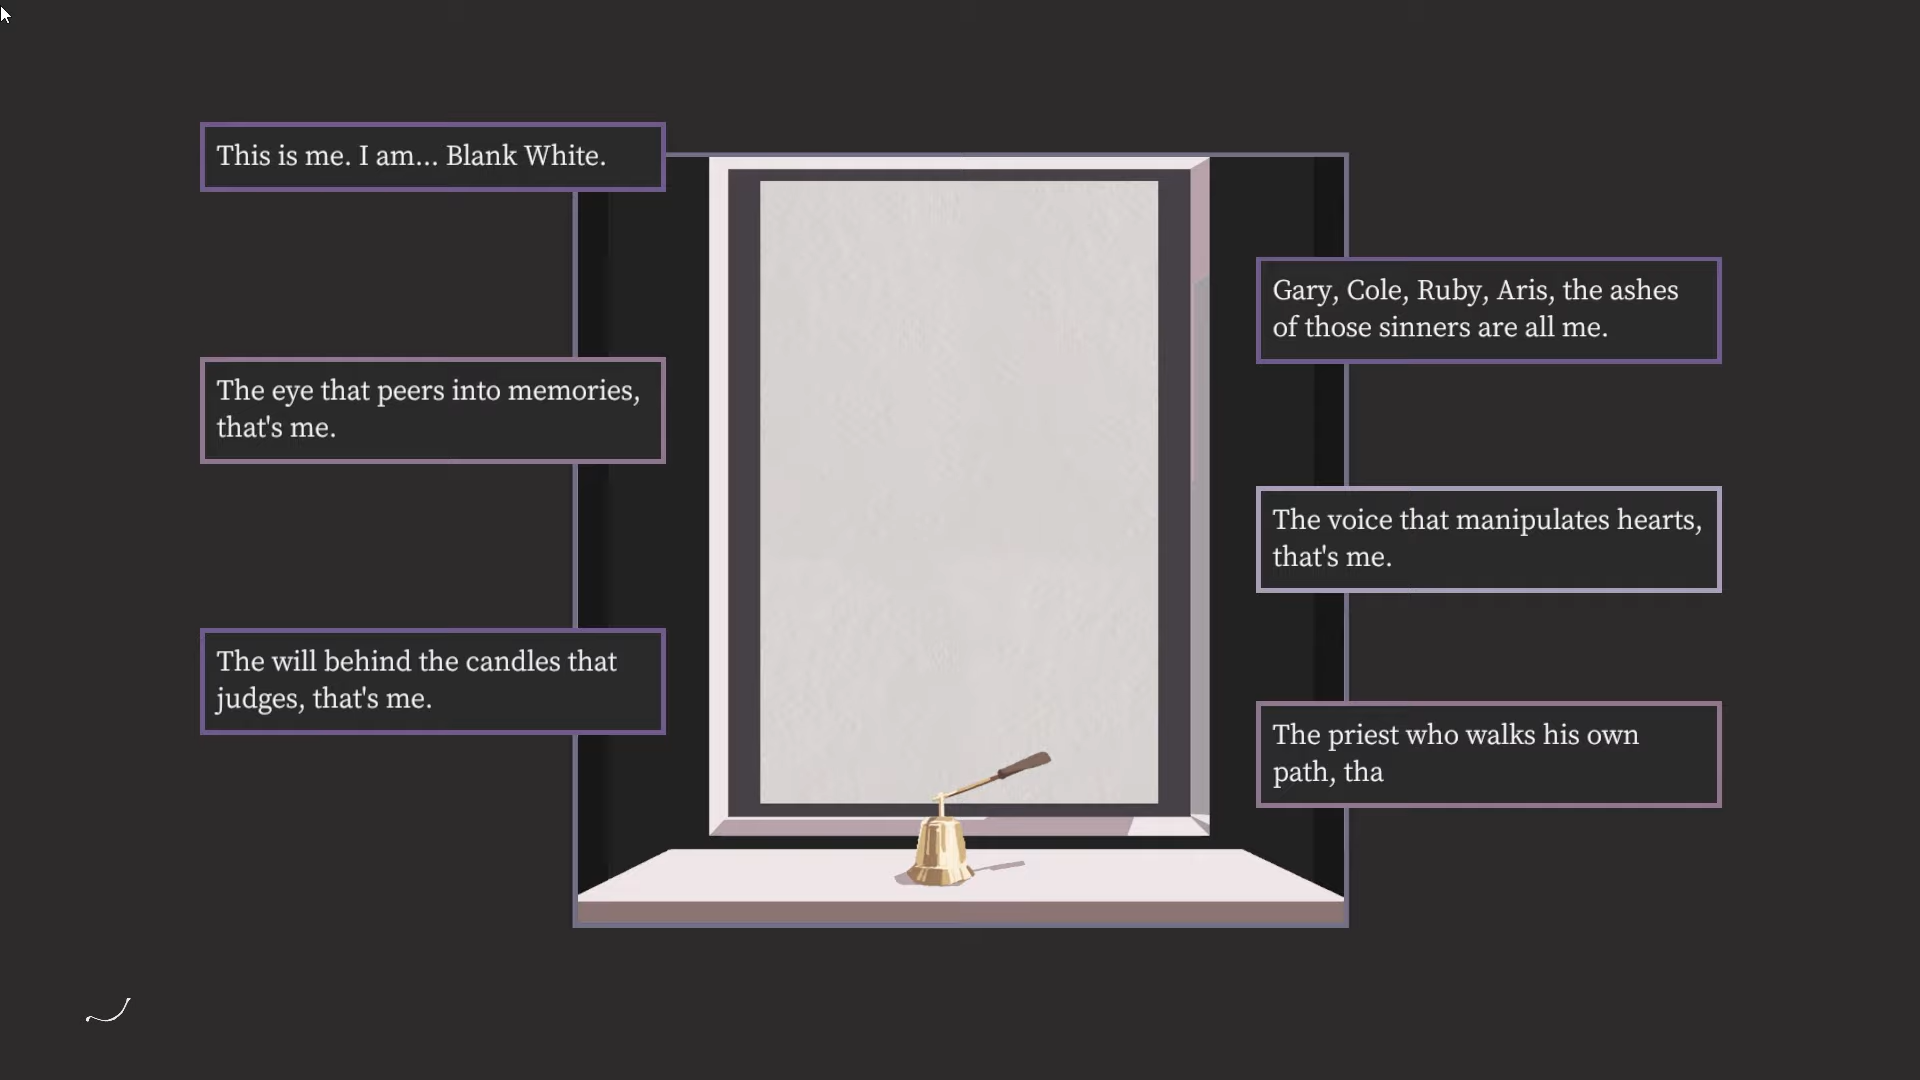 This is me. I am... Blank White.
Gary, Cole, Ruby, Aris, the ashes
of those sinners are all me.
The eye that peers into memories,
that's me.
The voice that manipulates hearts,
that's me.
The will behind the candles that
judges, that's me.
The priest who walks his own
path, tha